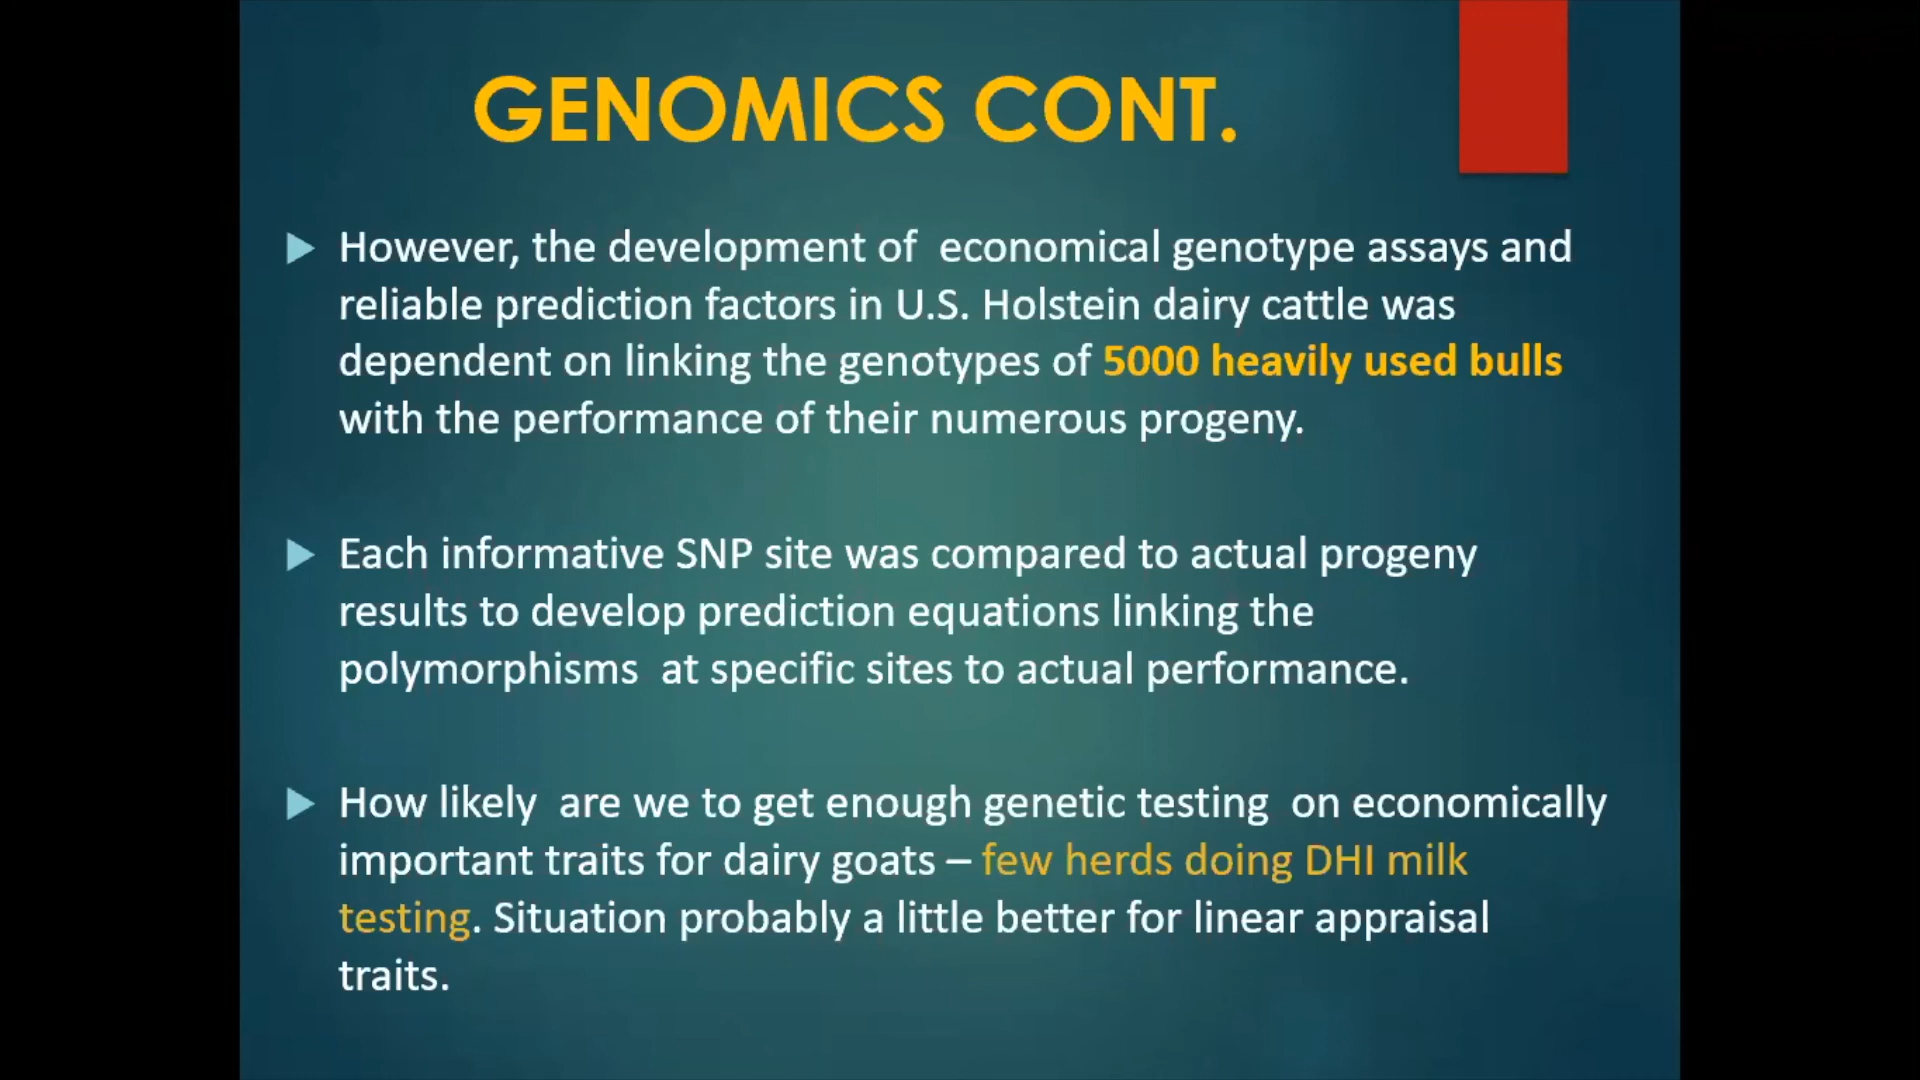 GENOMICS CONT.
However, the development of  economical genotype assays and
reliable prediction factors in U.S. Holstein dairy cattle was
dependent on linking the genotypes of 5000 heavily used bulls
with the performance of their numerous progeny.
Each informative SNP site was compared to actual progeny
results to develop prediction equations linking the
polymorphisms  at specific sites to actual performance.
How likely  are we to get enough genetic testing  on economically
important traits for dairy goats – few herds doing DHI milk
testing. Situation probably a little better for linear appraisal
traits.